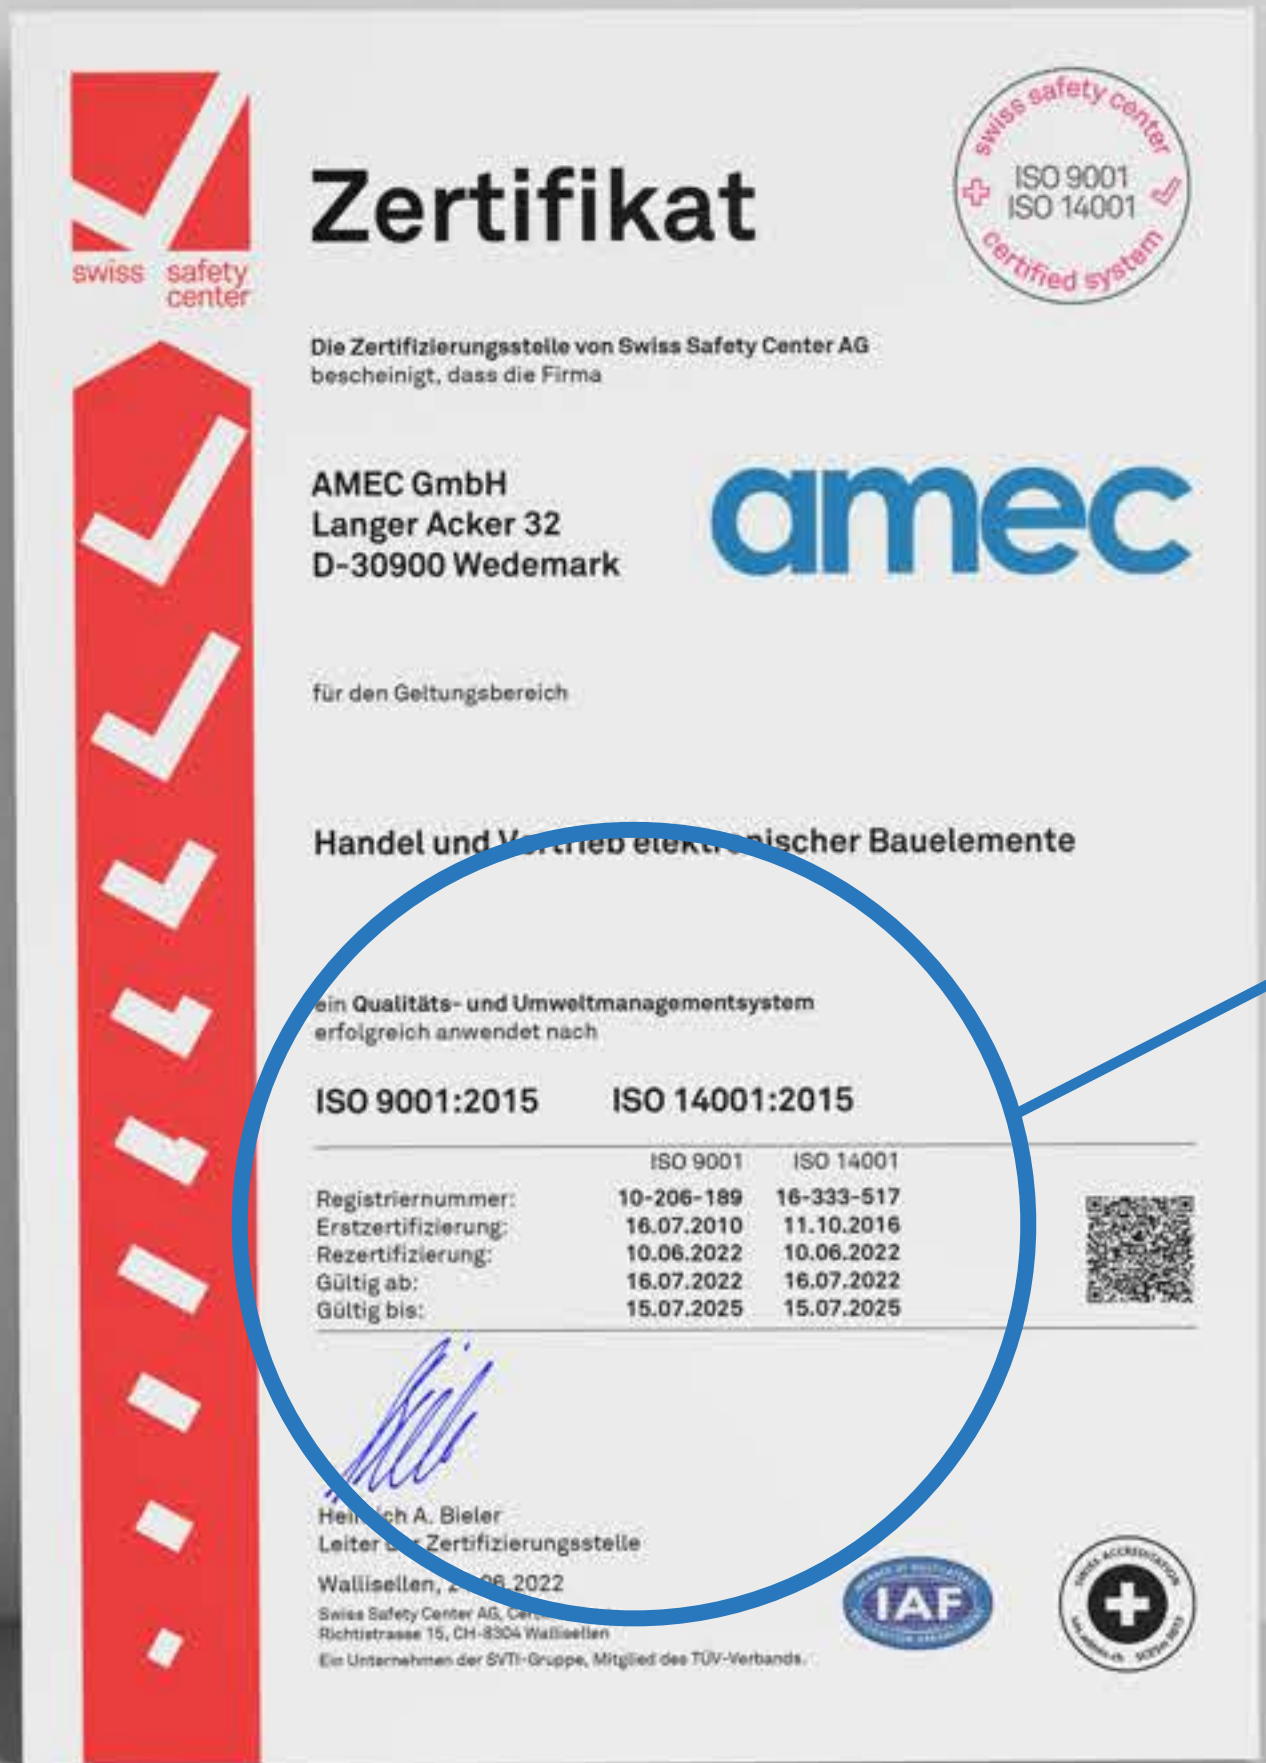 swiss safety
center
Zertifikat
swiss safety center
ISO 9001
ISO 14001
certified system
Die Zertifizierungsstelle von Swiss Safety Center AG
bescheinigt, dass die Firma
AMEC GmbH
Langer Acker 32
D-30900 Wedemark
amec
für den Geltungsbereich
Handel und Vertrieb elektronischer Bauelemente
ein Qualitäts- und Umweltmanagementsystem
erfolgreich anwendet nach
ISO 9001:2015 ISO 14001:2015
ISO 9001 ISO 14001
Registriernummer: 10-206-189 16-333-517
Erstzertifizierung: 16.07.2010 11.10.2016
Rezertifizierung: 10.06.2022 10.06.2022
Gültig ab: 16.07.2022 16.07.2022
Gültig bis: 15.07.2025 15.07.2025
Heinrich A. Bieler
Leiter der Zertifizierungsstelle
Wallisellen,
Swiss Safety Center AG,
Richtistrasse 15, CH-8304 Wallisellen
Ein Unternehmen der SVTI-Gruppe, Mitglied des TÜV-Verbands.
IAF
SWISS ACCREDITATION